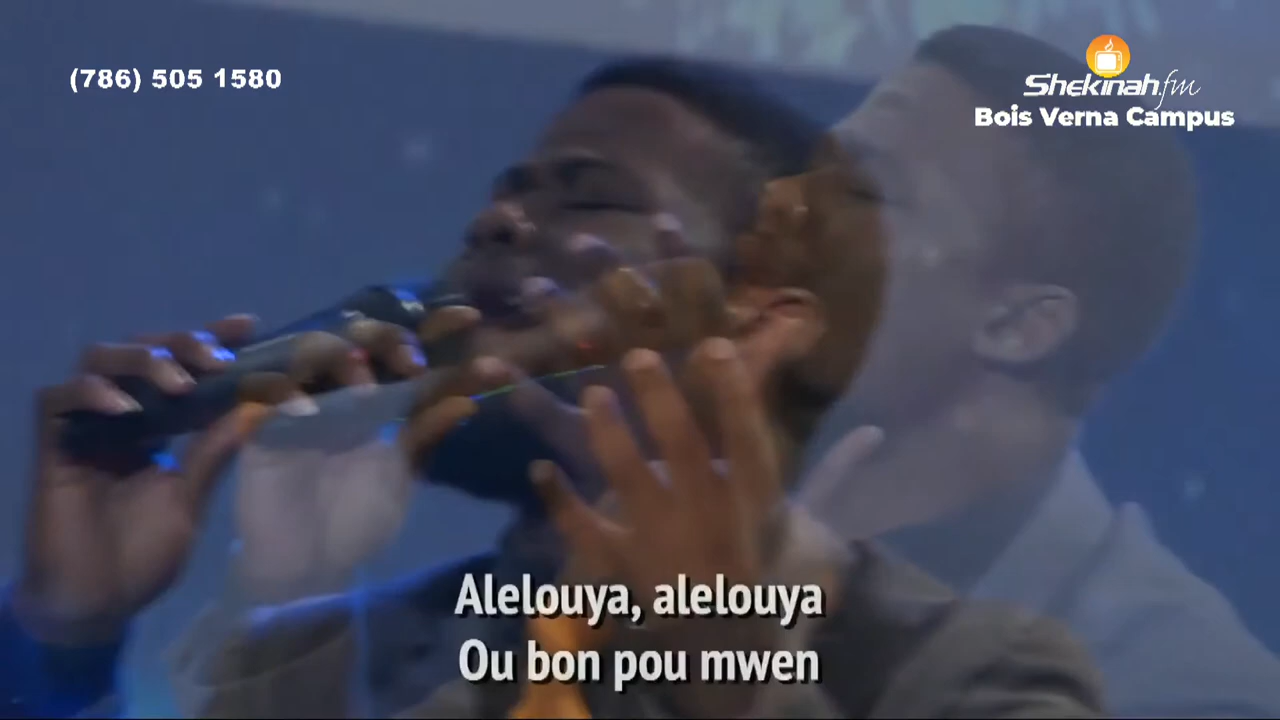 (786) 505 1580
Shekinah.fm
Bois Verna Campus
Alelouya, alelouya
Ou bon pou mwen